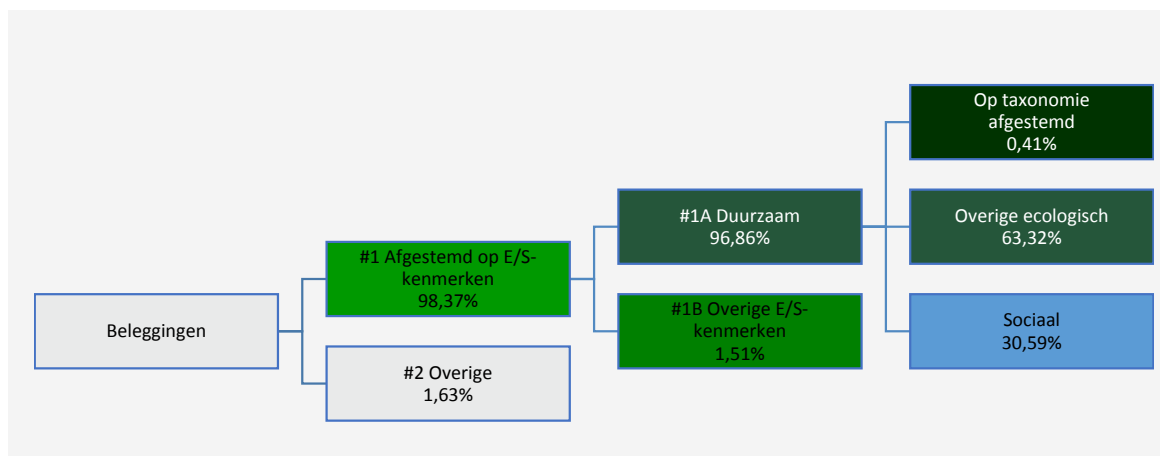 Beleggingen
#1 Afgestemd op E/S-
kenmerken
98,37%
#2 Overige
1,63%
#1A Duurzaam
96,86%
#1B Overige E/S-
kenmerken
1,51%
Op taxonomie
afgestemd
0,41%
Overige ecologisch
63,32%
Sociaal
30,59%